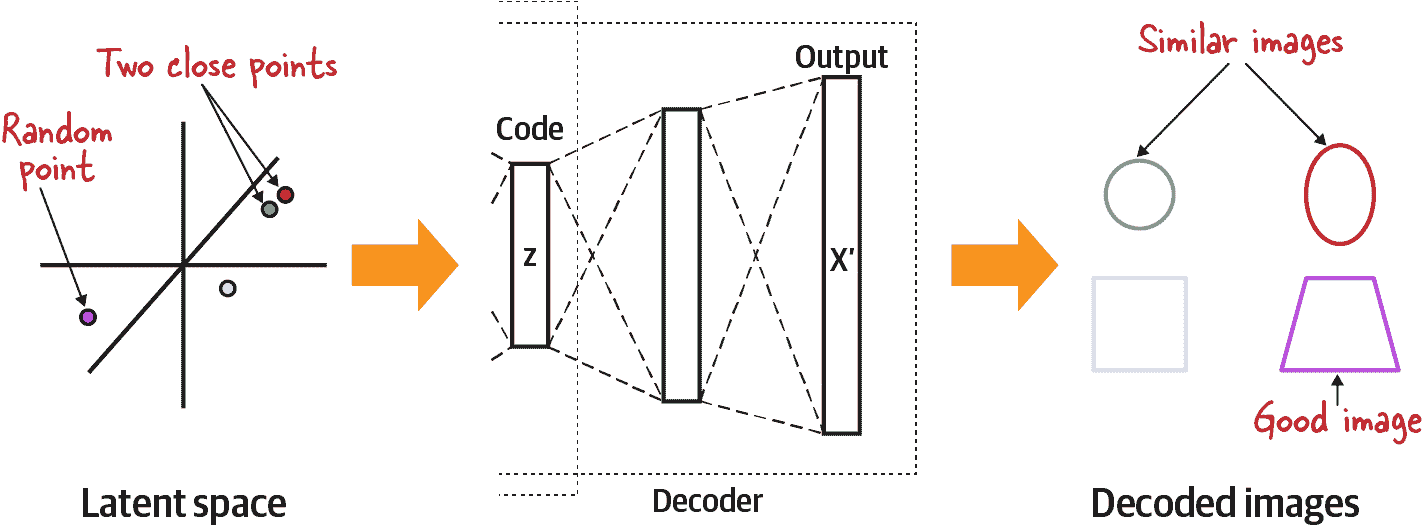 Two close points
Random
point
Latent space
Code
Z
Output
X'
Decoder
Similar images
Good image
Decoded images